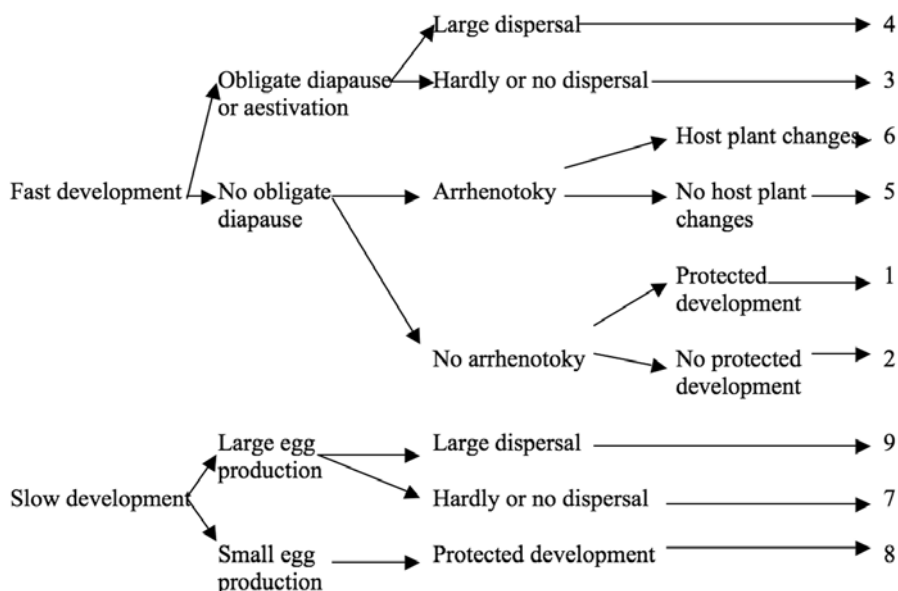 Large dispersal 4
Obligate diapause Hardly or no dispersal 3
or aestivation
Host plant changes 6
Fast development No obligate Arrhenotoky No host plant 5
diapause changes
Protected 1
development
No arrhenotoky No protected 2
development
Large egg Large dispersal 9
production
Slow development Hardly or no dispersal 7
Small egg Protected development 8
production